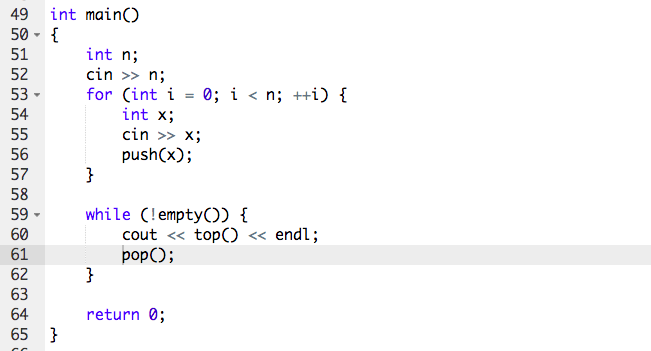 49 int main()
50 {
51     int n;
52     cin >> n;
53     for (int i = 0; i < n; ++i) {
54         int x;
55         cin >> x;
56         push(x);
57     }
58
59     while (!empty()) {
60         cout << top() << endl;
61         pop();
62     }
63
64     return 0;
65 }